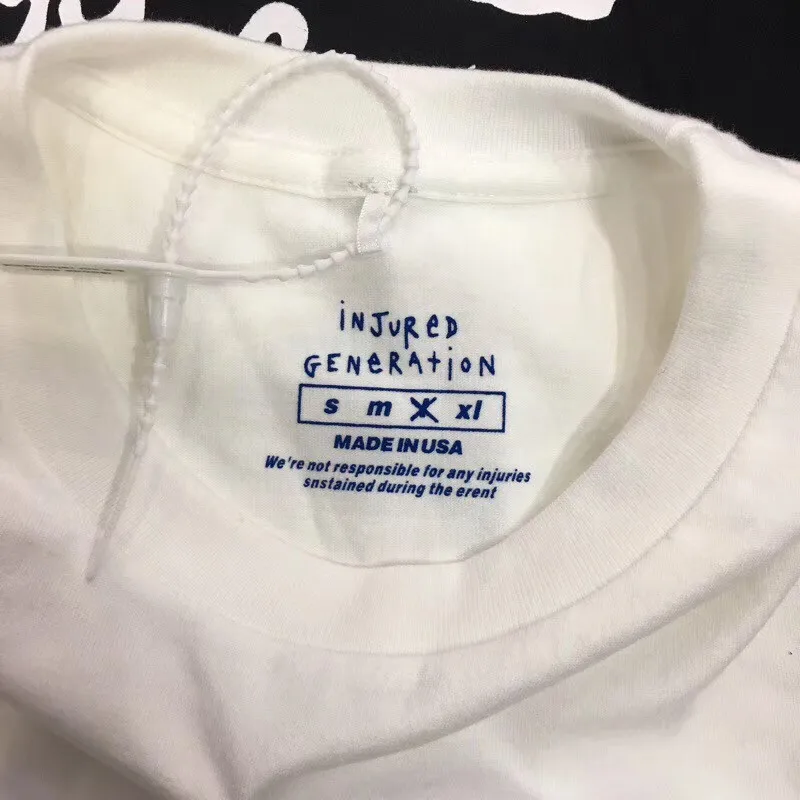 iNJUReD
GENeRAtiON
s m l xl
MADE IN USA
We're not responsible for any injuries
snstained during the erent